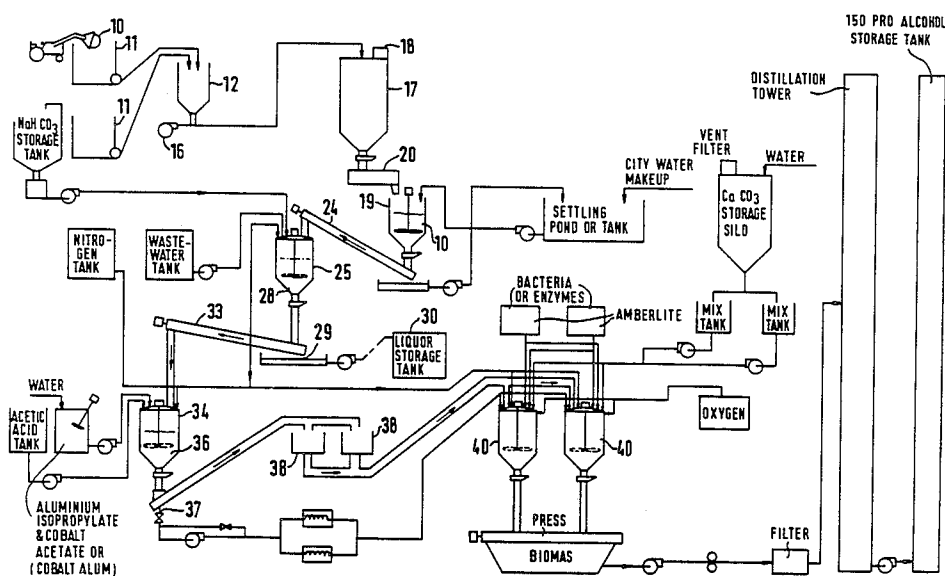 150 PRO ALCOHOL
STORAGE TANK
10
11
18
12
17
DISTILLATION
TOWER
NaH CO3
STORAGE
TANK
11
16
20
VENT
FILTER
WATER
CITY WATER
MAKEUP
24
19
10
SETTLING
POND OR TANK
Ca CO3
STORAGE
SILD
NITRO-
GEN
TANK
WASTE-
WATER
TANK
25
28
BACTERIA
OR ENZYMES
AMBERLITE
MIX
TANK
MIX
TANK
33
29
30
LIQUOR
STORAGE
TANK
WATER
ACETIC
ACID
TANK
34
36
38
38
40
40
OXYGEN
37
ALUMINIUM
ISOPROPYLATE
& COBALT
ACETATE OR
(COBALT ALUM)
PRESS
BIOMAS
FILTER